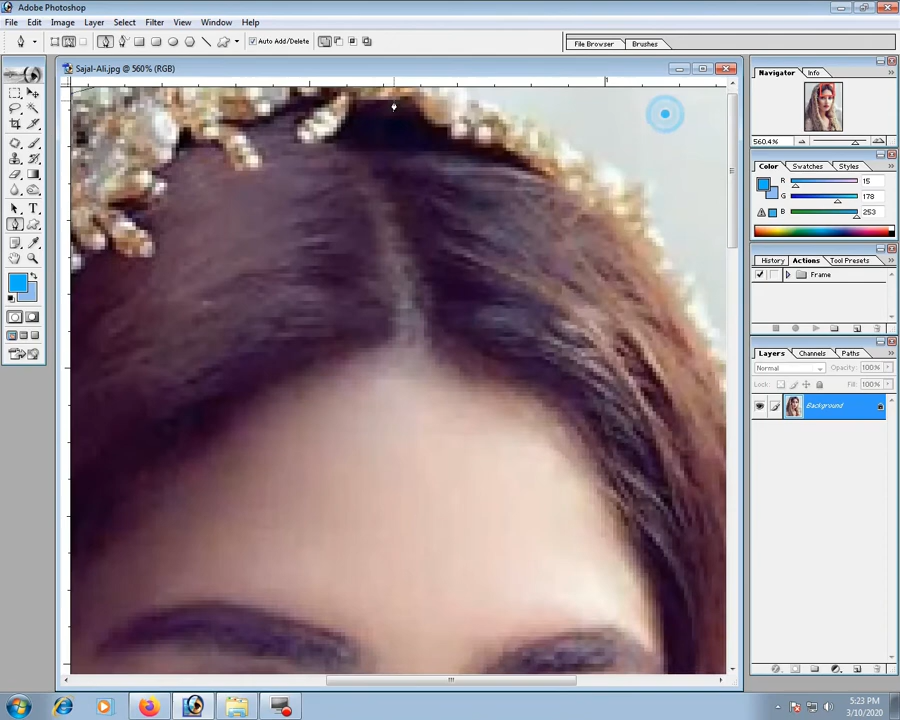 Adobe Photoshop
File Edit Image Layer Select Filter View Window Help
Auto Add/Delete
File Browser Brushes
Sajal-Ali.jpg @ 560% (RGB)
1
Navigator Info
560.4%
Color Swatches Styles
R 15
G 178
B 253
History Actions Tool Presets
Frame
Layers Channels Paths
Normal Opacity: 100%
Lock: Fill: 100%
Background
T
5:23 PM
3/10/2020